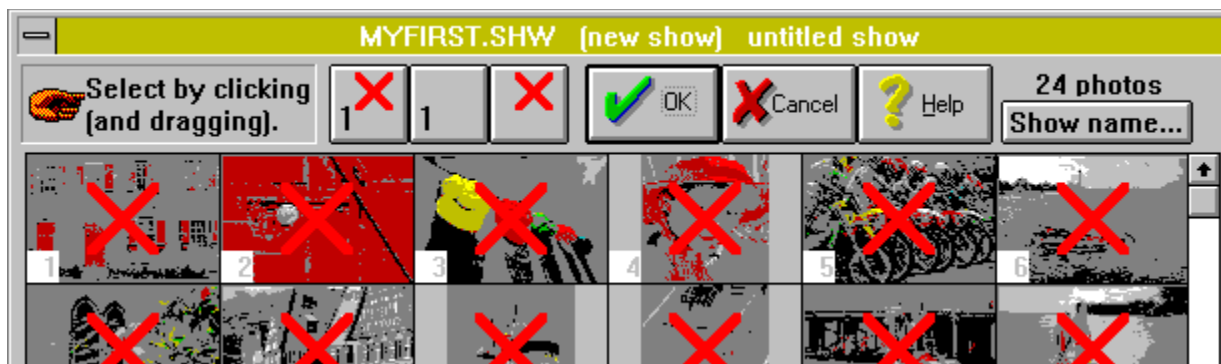 MYFIRST.SHW (new show) untitled show
Select by clicking
(and dragging).
1
1
OK
Cancel
Help
24 photos
Show name...
1
2
3
4
5
6